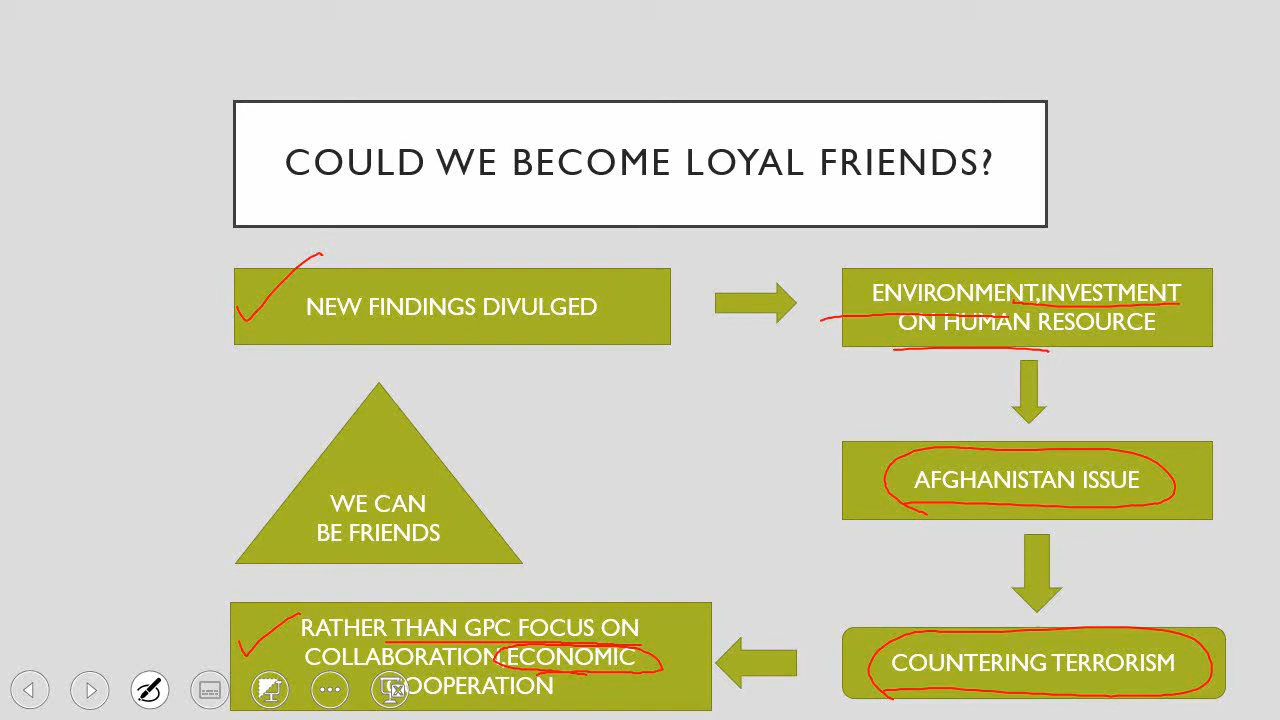 COULD WE BECOME LOYAL FRIENDS?
NEW FINDINGS DIVULGED
ENVIRONMENT,INVESTMENT
ON HUMAN RESOURCE
AFGHANISTAN ISSUE
COUNTERING TERRORISM
RATHER THAN GPC FOCUS ON
COLLABORATION,ECONOMIC
COOPERATION
WE CAN
BE FRIENDS